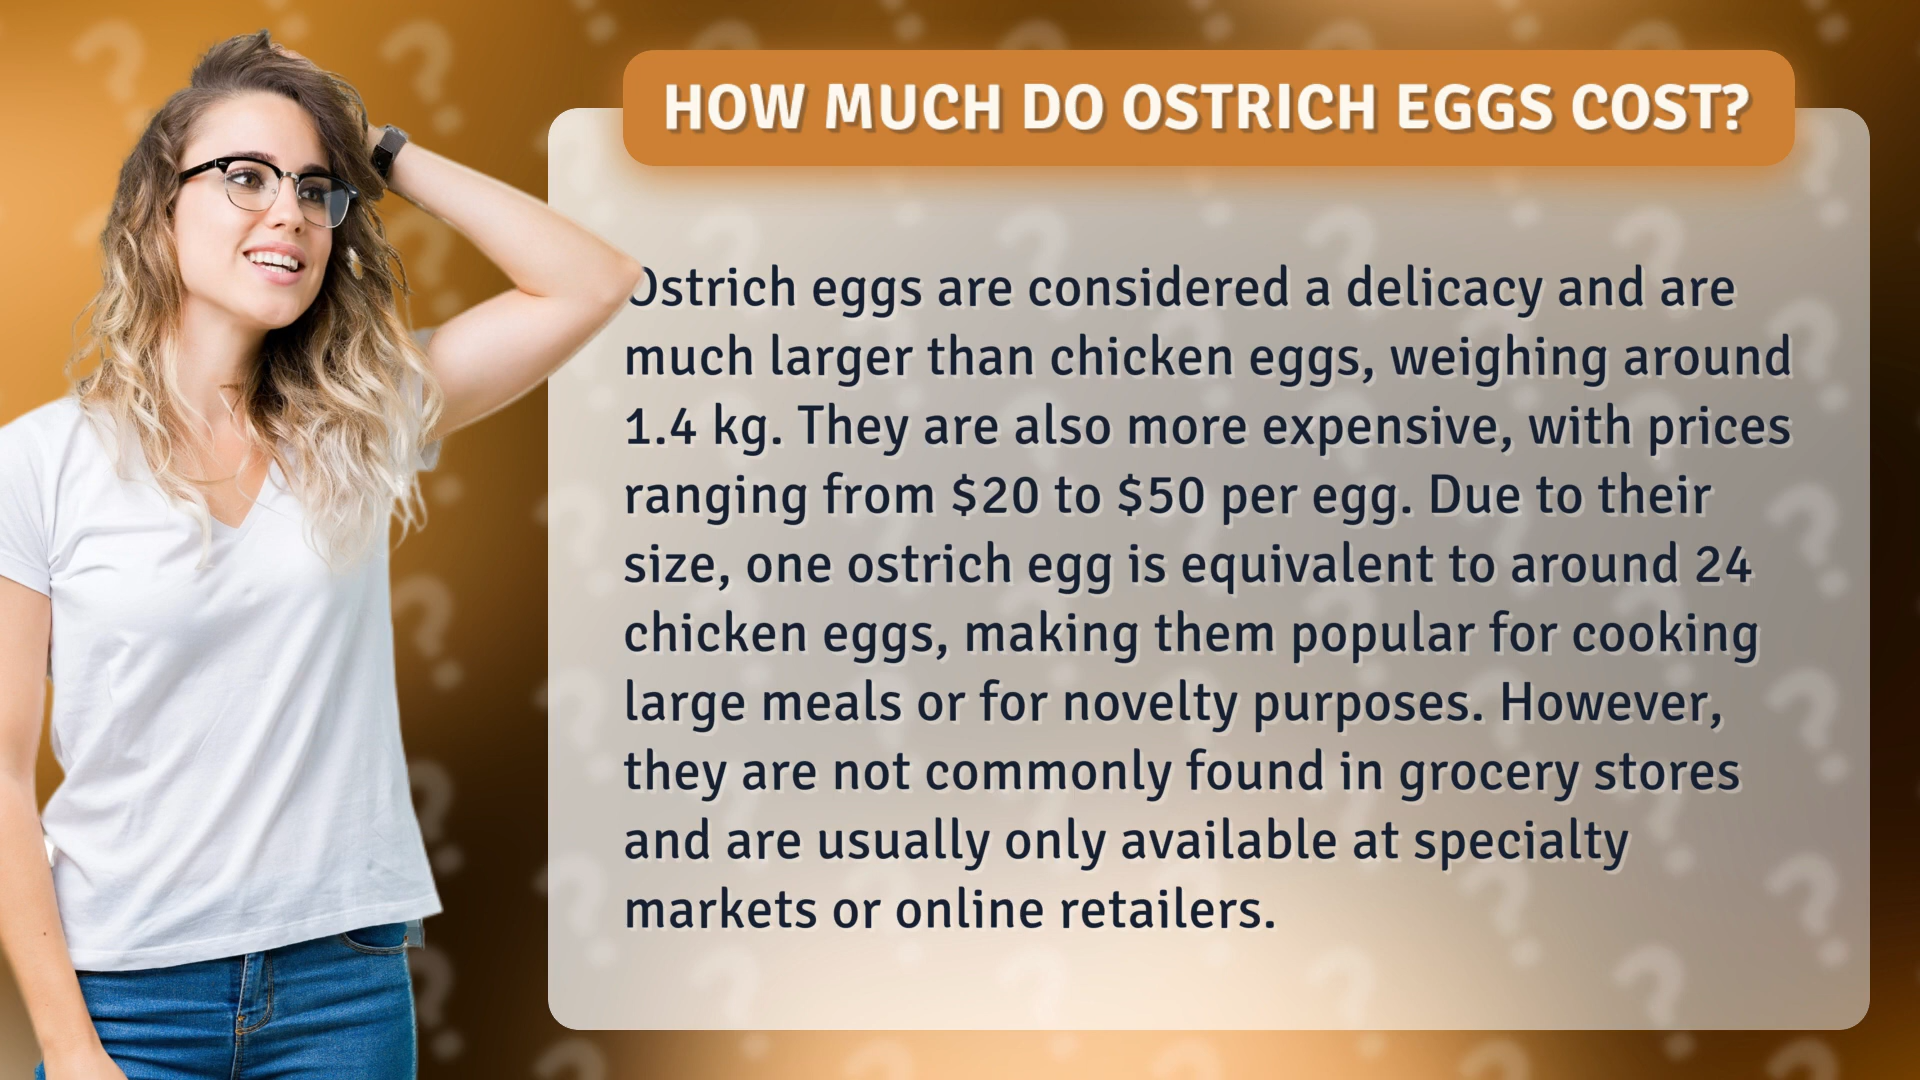 HOW MUCH DO OSTRICH EGGS COST?
Ostrich eggs are considered a delicacy and are
much larger than chicken eggs, weighing around
1.4 kg. They are also more expensive, with prices
ranging from $20 to $50 per egg. Due to their
size, one ostrich egg is equivalent to around 24
chicken eggs, making them popular for cooking
large meals or for novelty purposes. However,
they are not commonly found in grocery stores
and are usually only available at specialty
markets or online retailers.